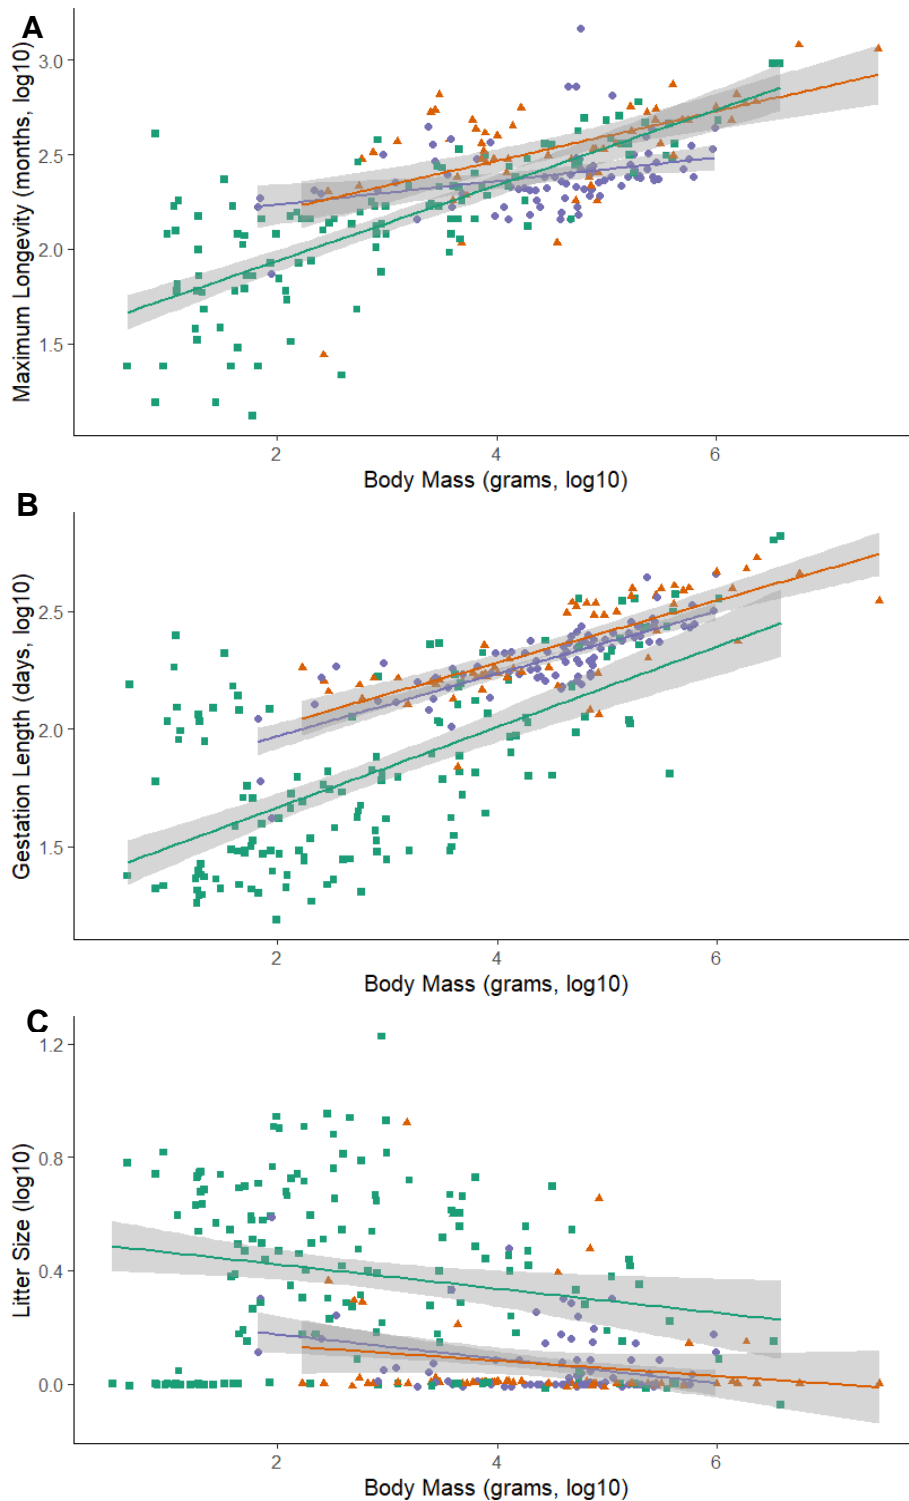 A
Maximum Longevity (months, log10)
3.0
2.5
2.0
1.5
2 4 6
Body Mass (grams, log10)
B
Gestation Length (days, log10)
2.5
2.0
1.5
2 4 6
Body Mass (grams, log10)
C
Litter Size (log10)
1.2
0.8
0.4
0.0
2 4 6
Body Mass (grams, log10)